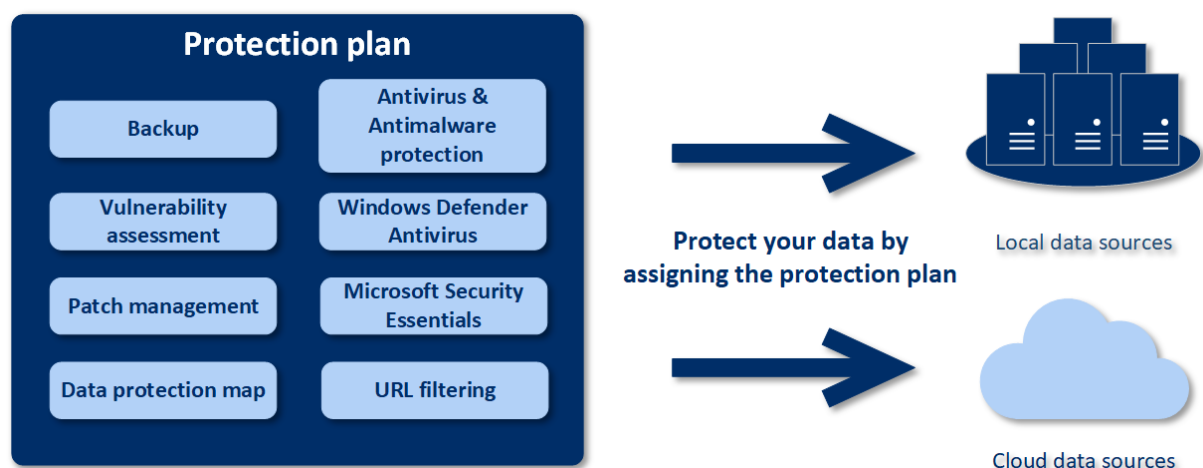 Protection plan
Backup
Antivirus &
Antimalware
protection
Vulnerability
assessment
Windows Defender
Antivirus
Patch management
Microsoft Security
Essentials
Data protection map
URL filtering
Protect your data by
assigning the protection plan
Local data sources
Cloud data sources